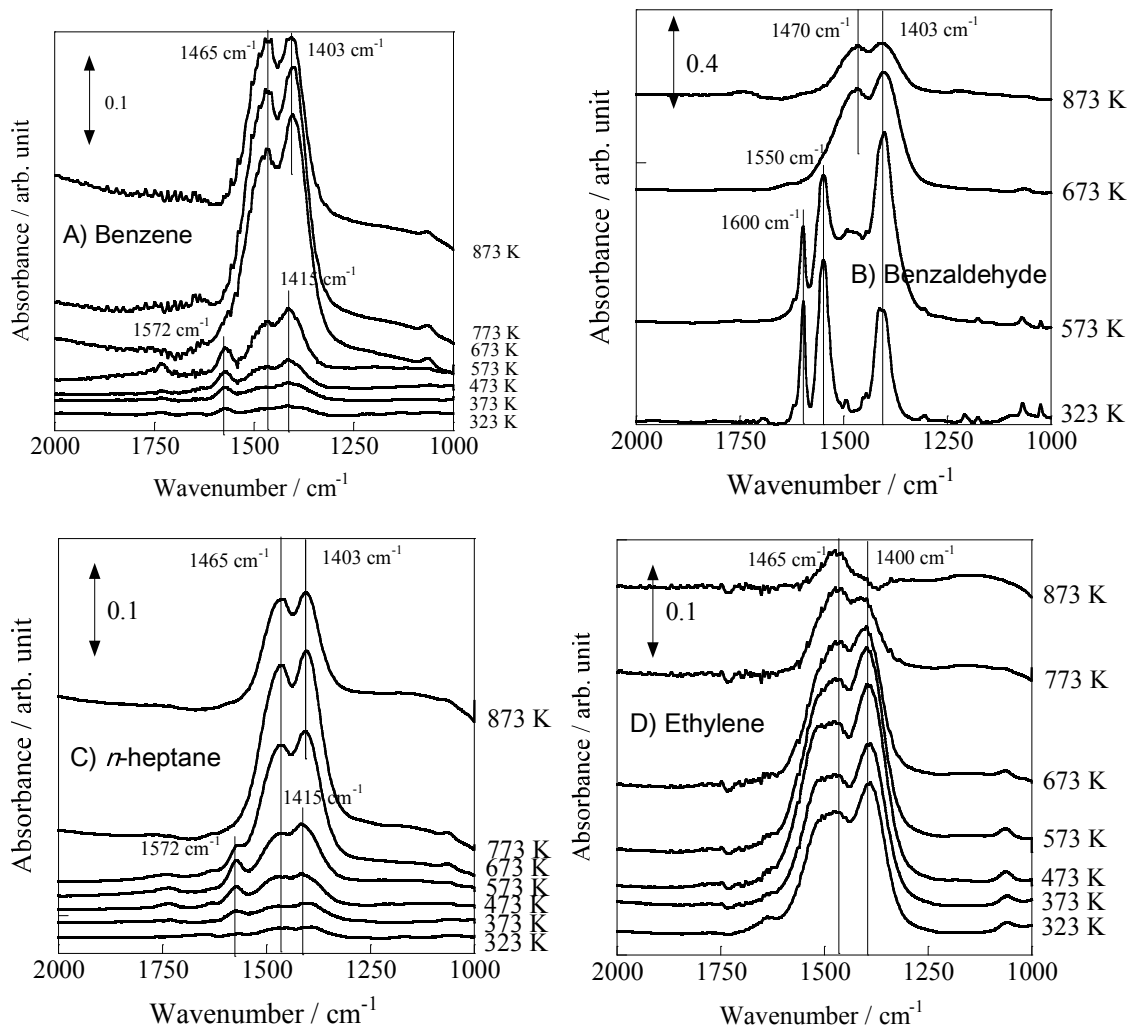 1465 cm-1
1403 cm-1
0.1
Absorbance / arb. unit
A) Benzene
1415 cm-1
1572 cm-1
873 K
773 K
673 K
573 K
473 K
373 K
323 K
2000 1750 1500 1250 1000
Wavenumber / cm-1
1470 cm-1
1403 cm-1
0.4
Absorbance / arb. unit
1550 cm-1
1600 cm-1
B) Benzaldehyde
873 K
673 K
573 K
323 K
2000 1750 1500 1250 1000
Wavenumber / cm-1
1465 cm-1
1403 cm-1
0.1
Absorbance / arb. unit
C) n-heptane
1415 cm-1
1572 cm-1
873 K
773 K
673 K
573 K
473 K
373 K
323 K
2000 1750 1500 1250 1000
Wavenumber / cm-1
1465 cm-1
1400 cm-1
0.1
Absorbance / arb. unit
D) Ethylene
873 K
773 K
673 K
573 K
473 K
373 K
323 K
2000 1750 1500 1250 1000
Wavenumber / cm-1